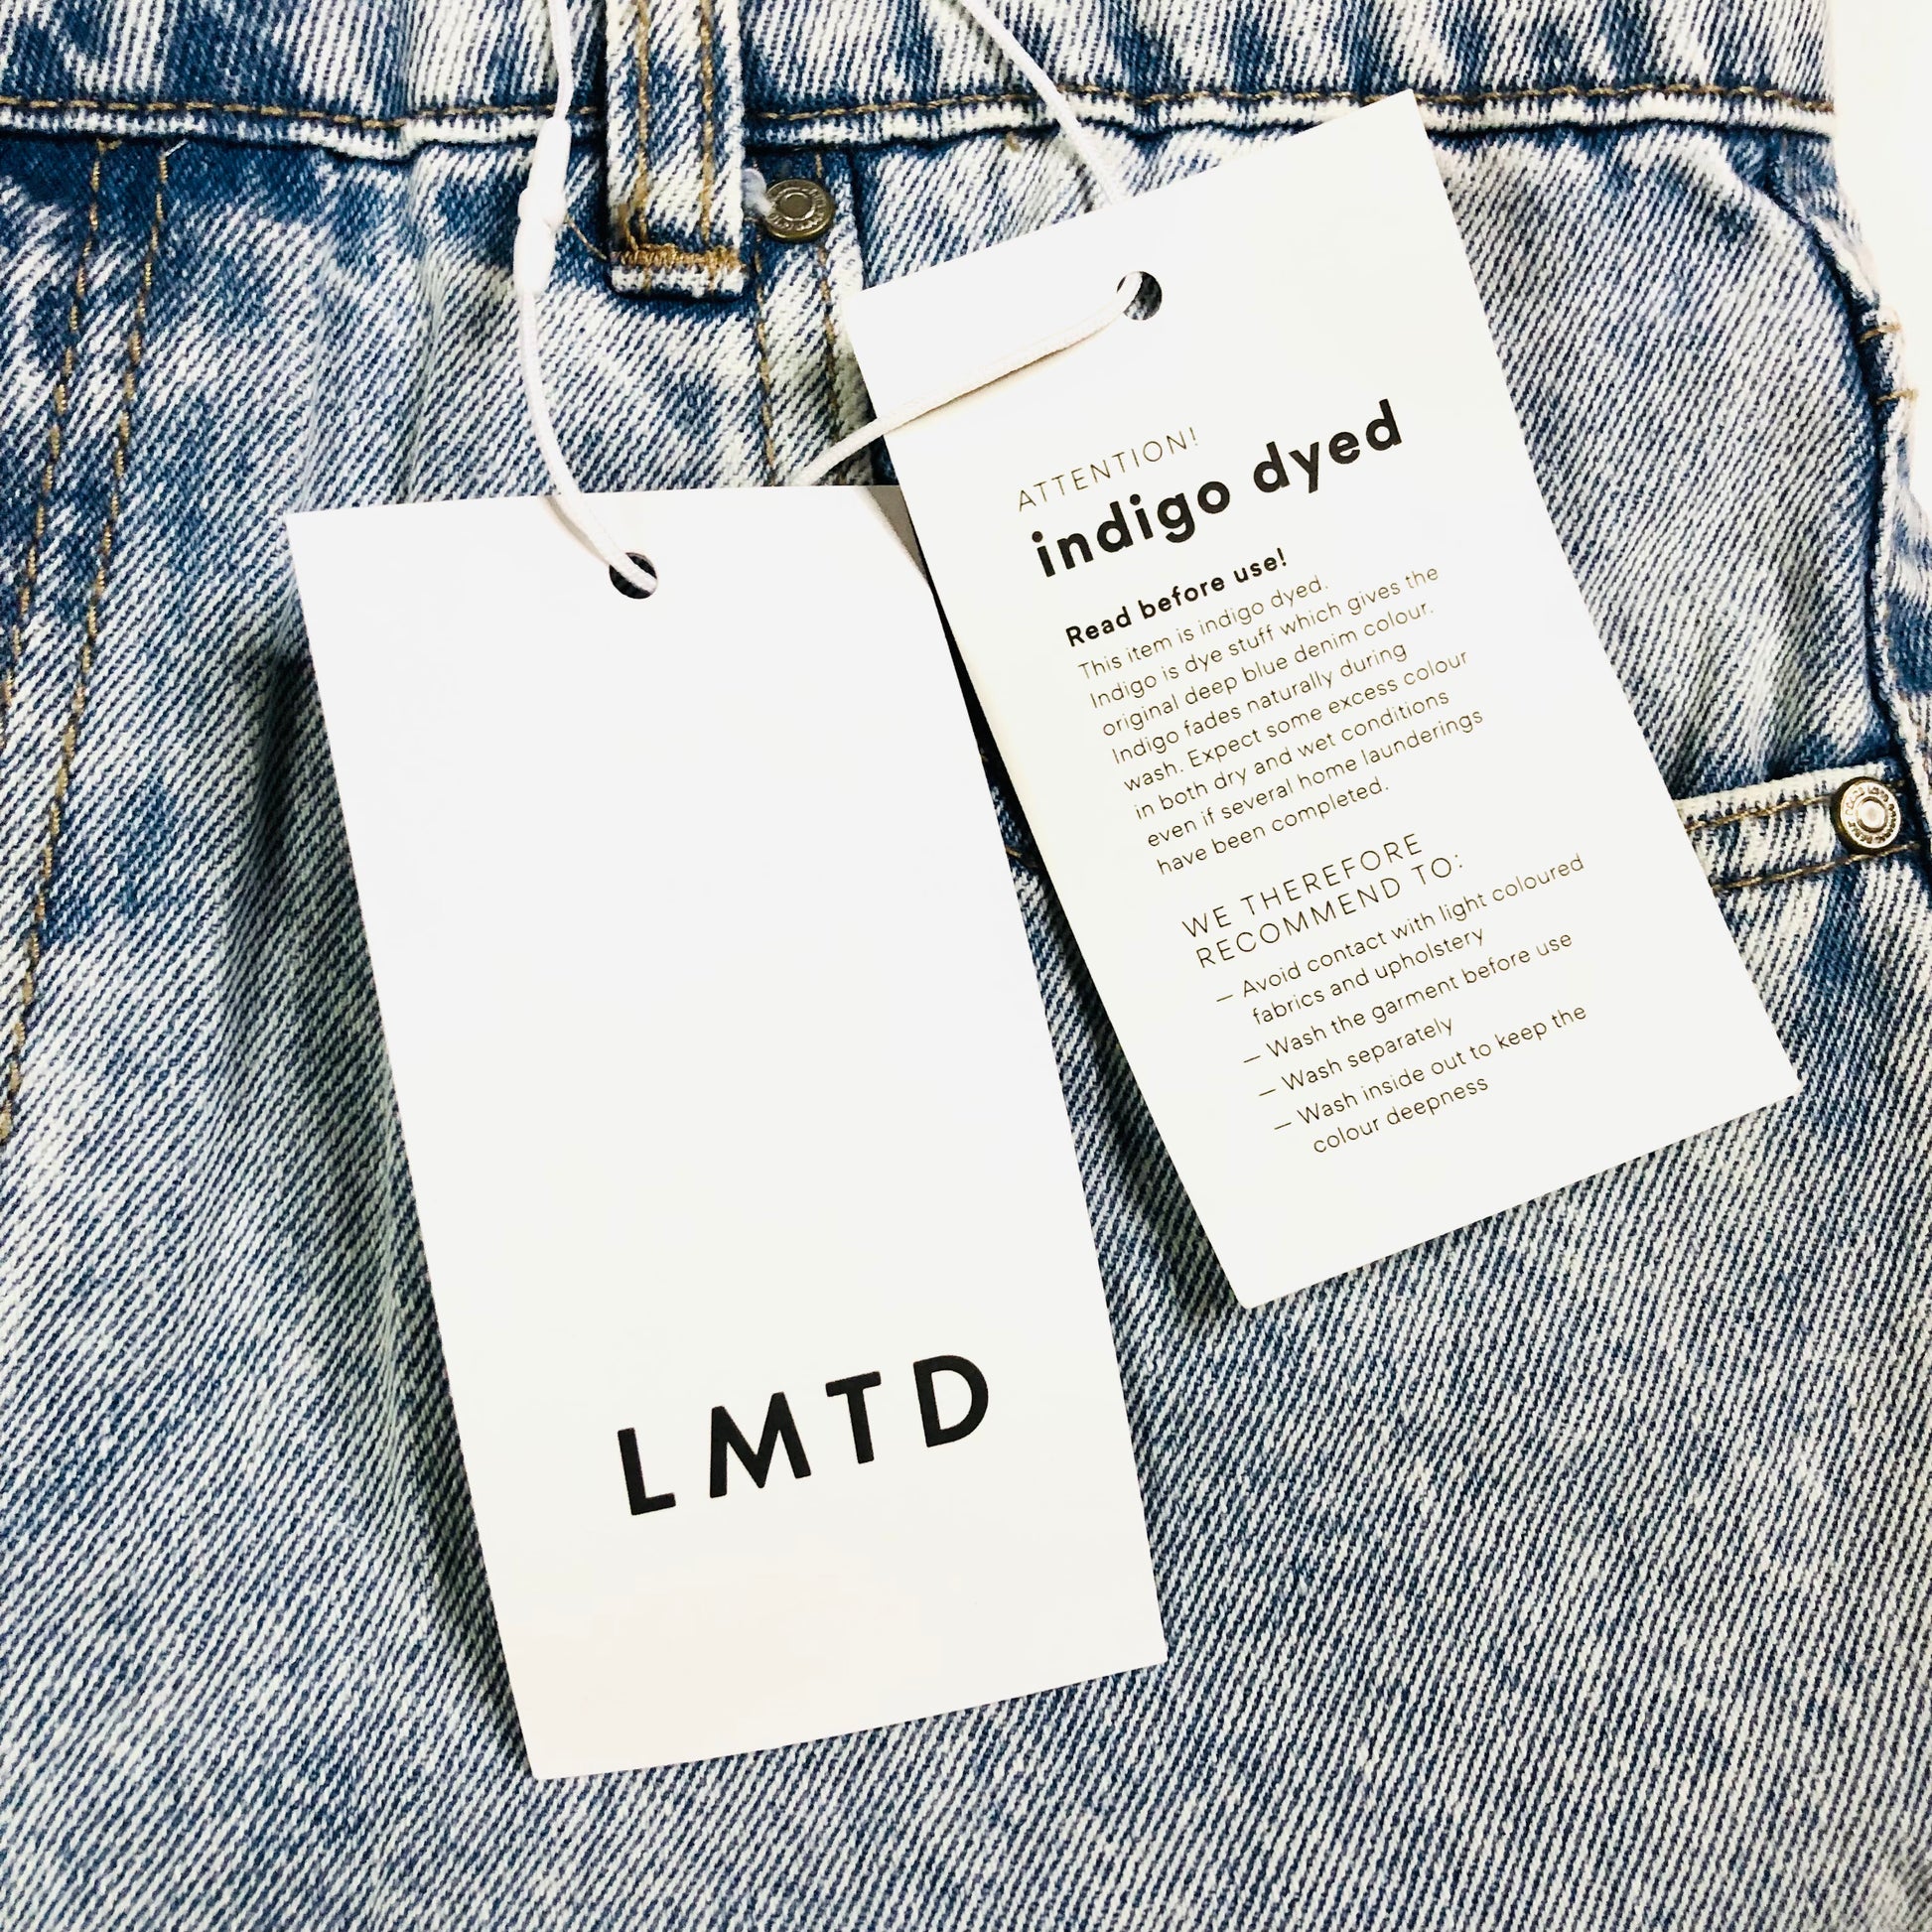 ATTENTION!
indigo dyed
Read before use!
This item is indigo dyed.
Indigo is dye stuff which gives the
original deep blue denim colour.
Indigo fades naturally during
wash. Expect some excess colour
in both dry and wet conditions
even if several home launderings
have been completed.
WE THEREFORE
RECOMMEND TO:
— Avoid contact with light coloured
fabrics and upholstery
— Wash the garment before use
— Wash separately
— Wash inside out to keep the
colour deepness
LMTD